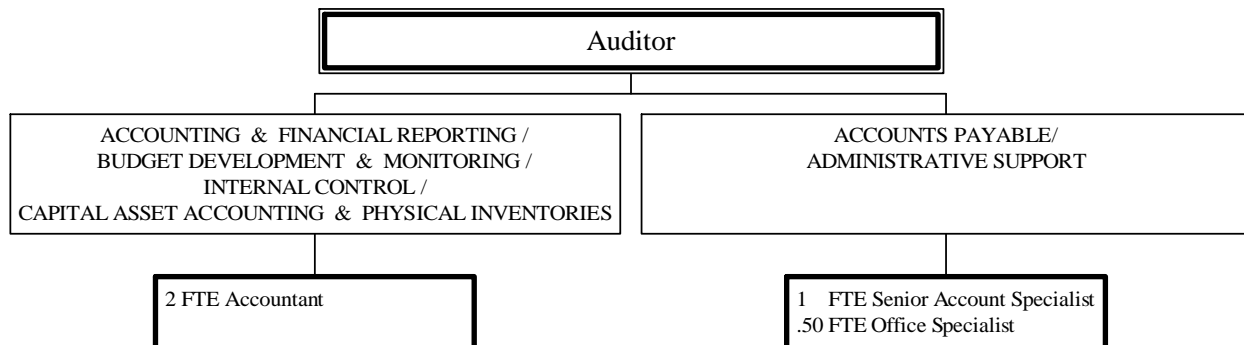 Auditor
ACCOUNTING & FINANCIAL REPORTING /
BUDGET DEVELOPMENT & MONITORING /
INTERNAL CONTROL /
CAPITAL ASSET ACCOUNTING & PHYSICAL INVENTORIES
ACCOUNTS PAYABLE/
ADMINISTRATIVE SUPPORT
2 FTE Accountant
1 FTE Senior Account Specialist
.50 FTE Office Specialist